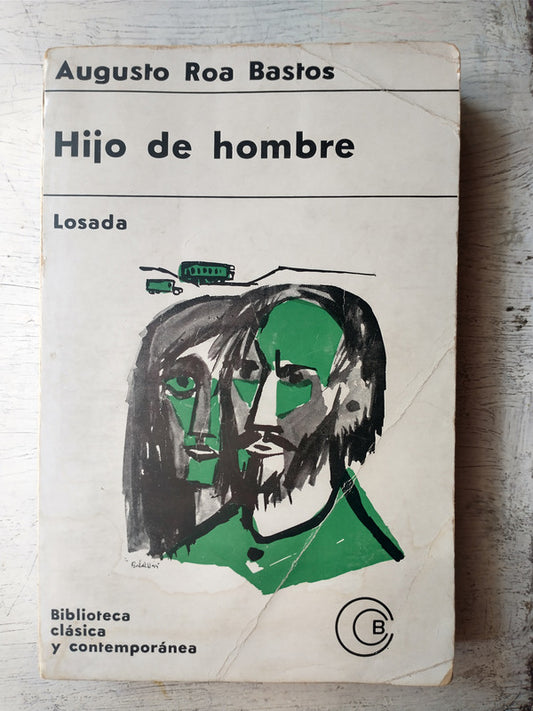 Augusto Roa Bastos
Hijo de hombre
Losada
Biblioteca
clásica
y contemporánea
B